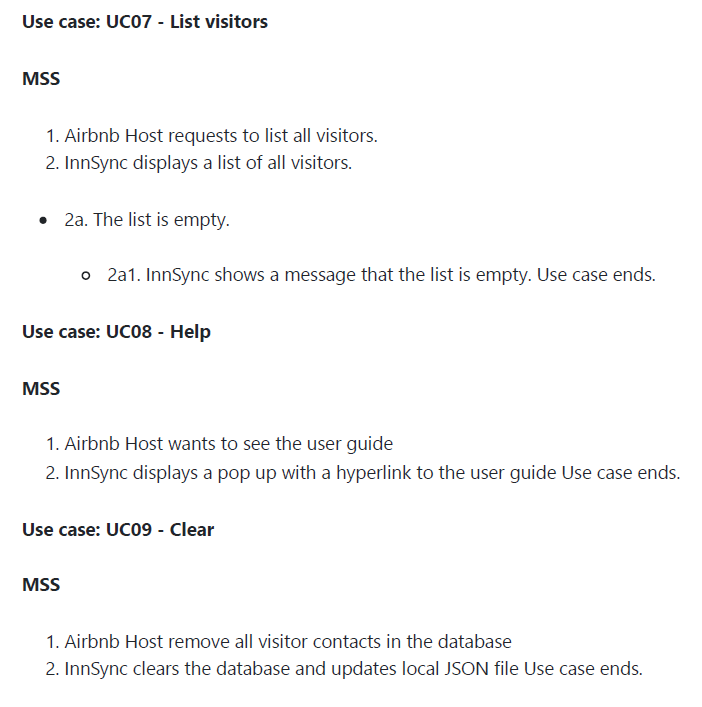 Use case: UC07 - List visitors
MSS
1. Airbnb Host requests to list all visitors.
2. InnSync displays a list of all visitors.
• 2a. The list is empty.
○ 2a1. InnSync shows a message that the list is empty. Use case ends.
Use case: UC08 - Help
MSS
1. Airbnb Host wants to see the user guide
2. InnSync displays a pop up with a hyperlink to the user guide Use case ends.
Use case: UC09 - Clear
MSS
1. Airbnb Host remove all visitor contacts in the database
2. InnSync clears the database and updates local JSON file Use case ends.